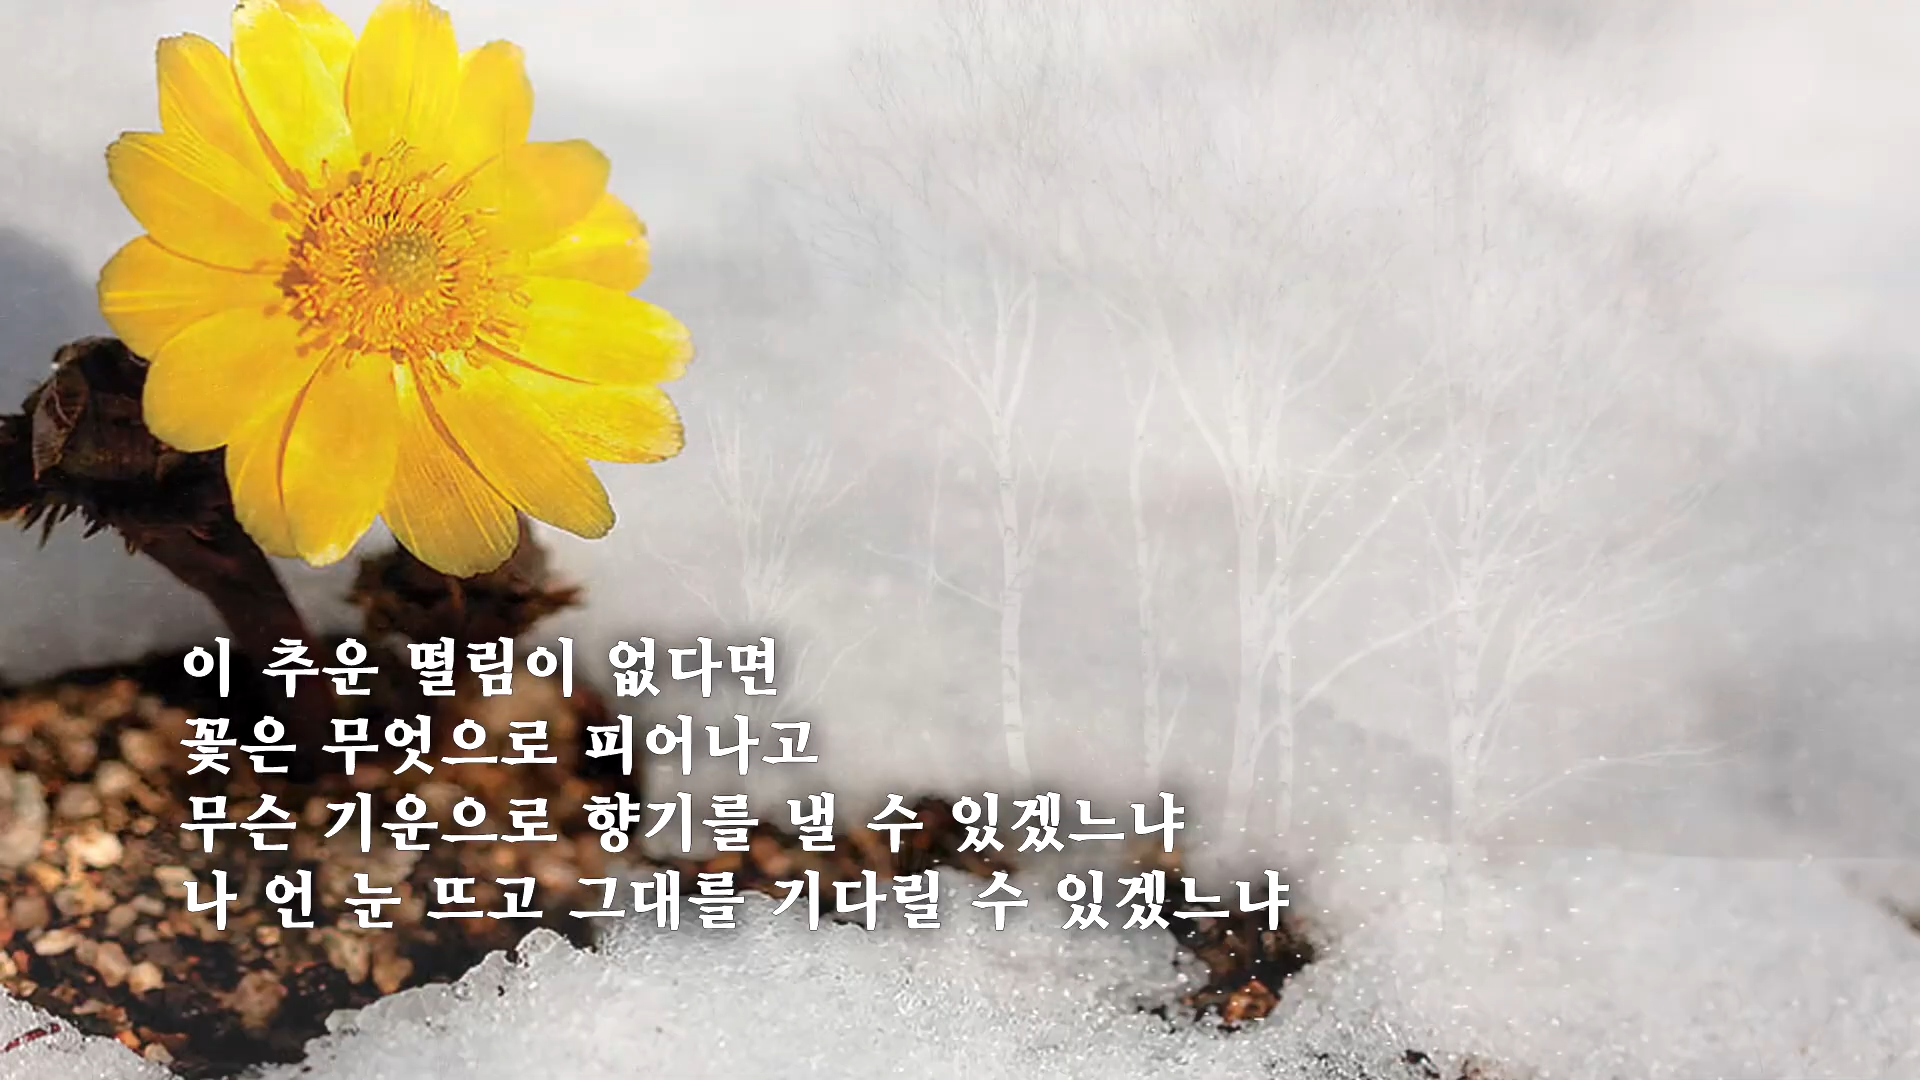 이 추운 떨림이 없다면
꽃은 무엇으로 피어나고
무슨 기운으로 향기를 낼 수 있겠느냐
나 언 눈 뜨고 그대를 기다릴 수 있겠느냐